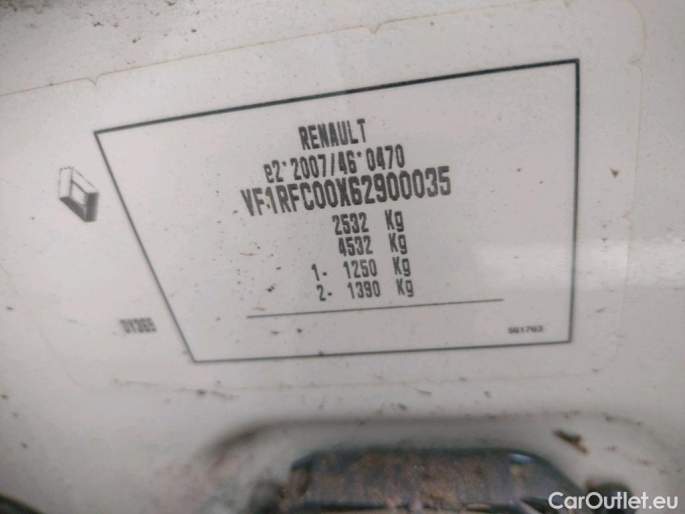 RENAULT
e2*2007/46*0470
VF1RFC00X62900035
2532 Kg
4532 Kg
1- 1250 Kg
2- 1390 Kg
CarOutlet.eu